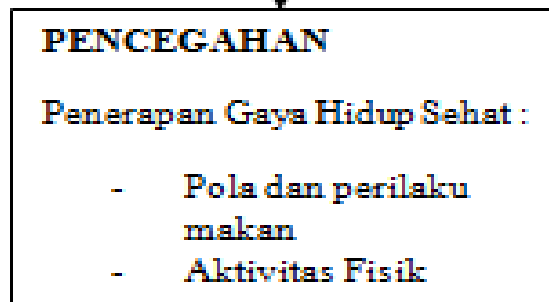 PENCEGAHAN
Penerapan Gaya Hidup Sehat :
- Pola dan perilaku
makan
- Aktivitas Fisik